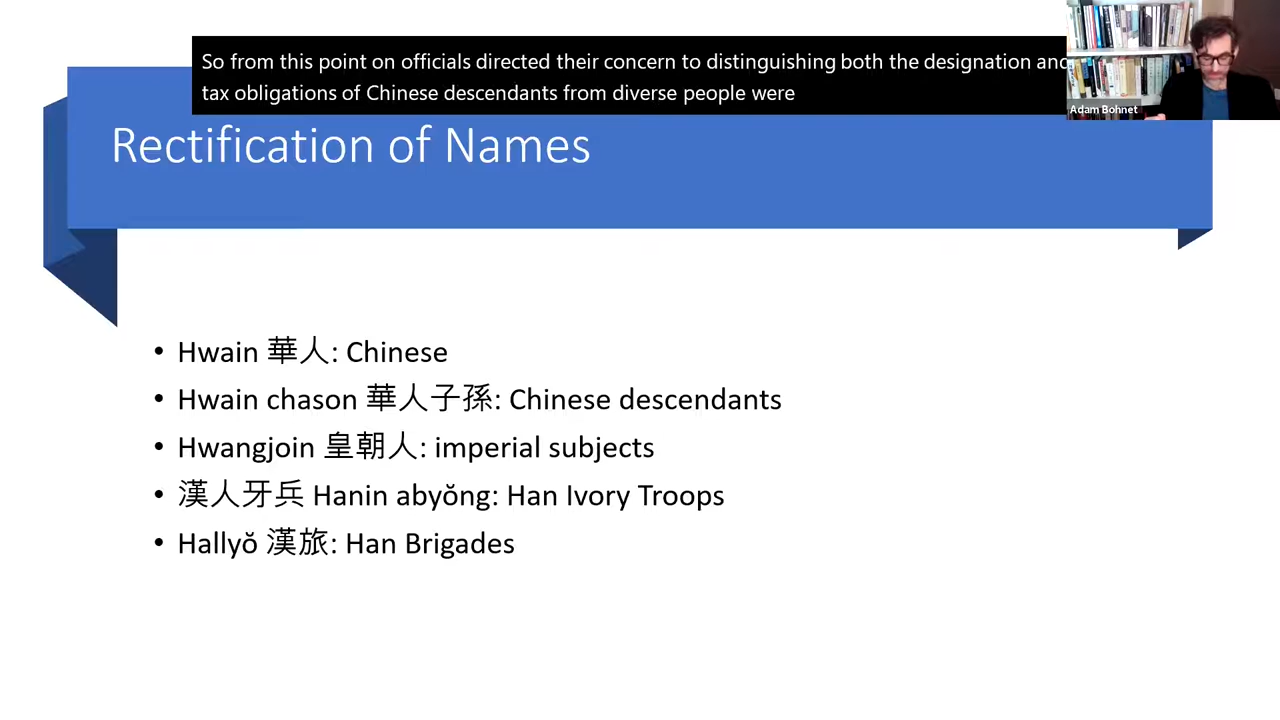 So from this point on officials directed their concern to distinguishing both the designation and
tax obligations of Chinese descendants from diverse people were
Adam Bohnet
Rectification of Names
• Hwain 華人: Chinese
• Hwain chason 華人子孫: Chinese descendants
• Hwangjoin 皇朝人: imperial subjects
• 漢人牙兵 Hanin abyŏng: Han Ivory Troops
• Hallyŏ 漢旅: Han Brigades